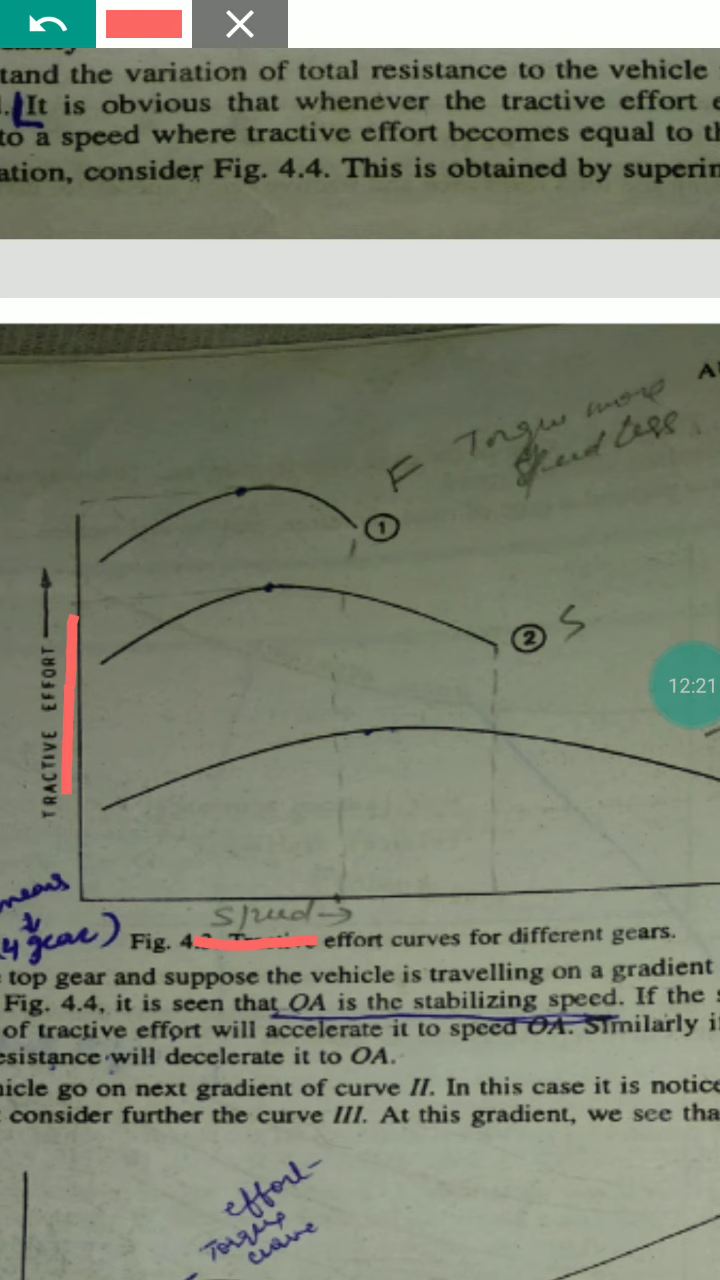 tand the variation of total resistance to the vehicle
. It is obvious that whenever the tractive effort e
to a speed where tractive effort becomes equal to th
ation, consider Fig. 4.4. This is obtained by superim
Torque more
Speed less
F
1
2 S
TRACTIVE EFFORT
12:21
means
4 gear)
Speed →
Fig. 4. effort curves for different gears.
top gear and suppose the vehicle is travelling on a gradient
Fig. 4.4, it is seen that OA is the stabilizing speed. If the s
of tractive effort will accelerate it to speed OA. Similarly i
esistance will decelerate it to OA.
hicle go on next gradient of curve II. In this case it is notice
consider further the curve III. At this gradient, we see tha
effort-
Torque
curve